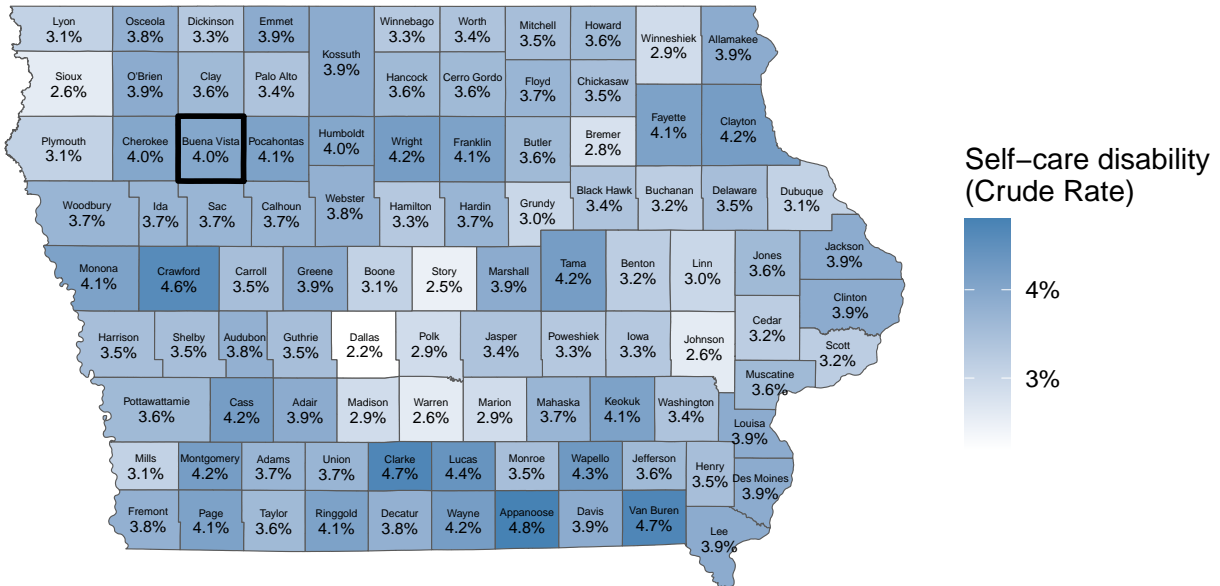 Lyon
3.1%
Osceola
3.8%
Dickinson
3.3%
Emmet
3.9%
Winnebago
3.3%
Worth
3.4%
Mitchell
3.5%
Howard
3.6%
Winneshiek
2.9%
Allamakee
3.9%
Kossuth
3.9%
Sioux
2.6%
O'Brien
3.9%
Clay
3.6%
Palo Alto
3.4%
Hancock
3.6%
Cerro Gordo
3.6%
Floyd
3.7%
Chickasaw
3.5%
Fayette
4.1%
Clayton
4.2%
Plymouth
3.1%
Cherokee
4.0%
Buena Vista
4.0%
Pocahontas
4.1%
Humboldt
4.0%
Wright
4.2%
Franklin
4.1%
Butler
3.6%
Bremer
2.8%
Woodbury
3.7%
Ida
3.7%
Sac
3.7%
Calhoun
3.7%
Webster
3.8%
Hamilton
3.3%
Hardin
3.7%
Grundy
3.0%
Black Hawk
3.4%
Buchanan
3.2%
Delaware
3.5%
Dubuque
3.1%
Monona
4.1%
Crawford
4.6%
Carroll
3.5%
Greene
3.9%
Boone
3.1%
Story
2.5%
Marshall
3.9%
Tama
4.2%
Benton
3.2%
Linn
3.0%
Jones
3.6%
Jackson
3.9%
Clinton
3.9%
Harrison
3.5%
Shelby
3.5%
Audubon
3.8%
Guthrie
3.5%
Dallas
2.2%
Polk
2.9%
Jasper
3.4%
Poweshiek
3.3%
Iowa
3.3%
Johnson
2.6%
Cedar
3.2%
Scott
3.2%
Muscatine
3.6%
Pottawattamie
3.6%
Cass
4.2%
Adair
3.9%
Madison
2.9%
Warren
2.6%
Marion
2.9%
Mahaska
3.7%
Keokuk
4.1%
Washington
3.4%
Louisa
3.9%
Mills
3.1%
Montgomery
4.2%
Adams
3.7%
Union
3.7%
Clarke
4.7%
Lucas
4.4%
Monroe
3.5%
Wapello
4.3%
Jefferson
3.6%
Henry
3.5%
Des Moines
3.9%
Fremont
3.8%
Page
4.1%
Taylor
3.6%
Ringgold
4.1%
Decatur
3.8%
Wayne
4.2%
Appanoose
4.8%
Davis
3.9%
Van Buren
4.7%
Lee
3.9%
Self−care disability
(Crude Rate)
4%
3%